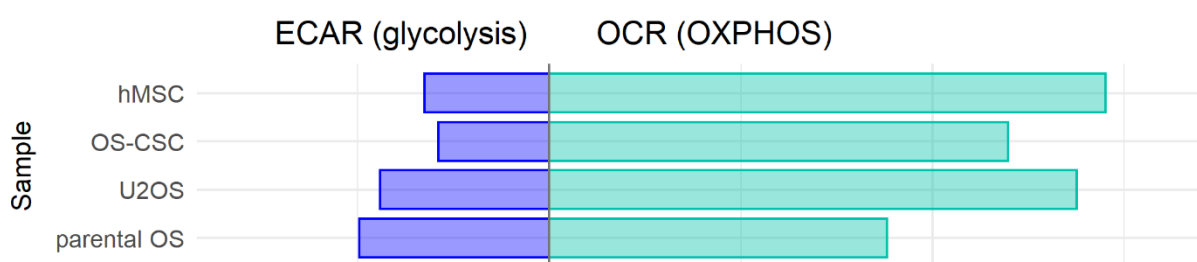 ECAR (glycolysis) OCR (OXPHOS)
Sample
hMSC
OS-CSC
U2OS
parental OS